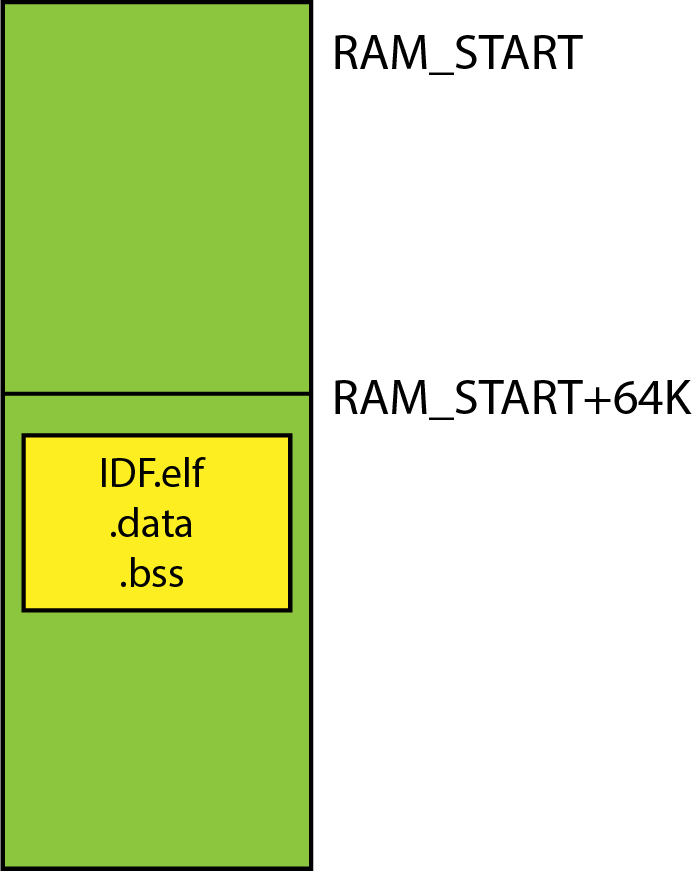 RAM_START
RAM_START+64K
IDF.elf
.data
.bss